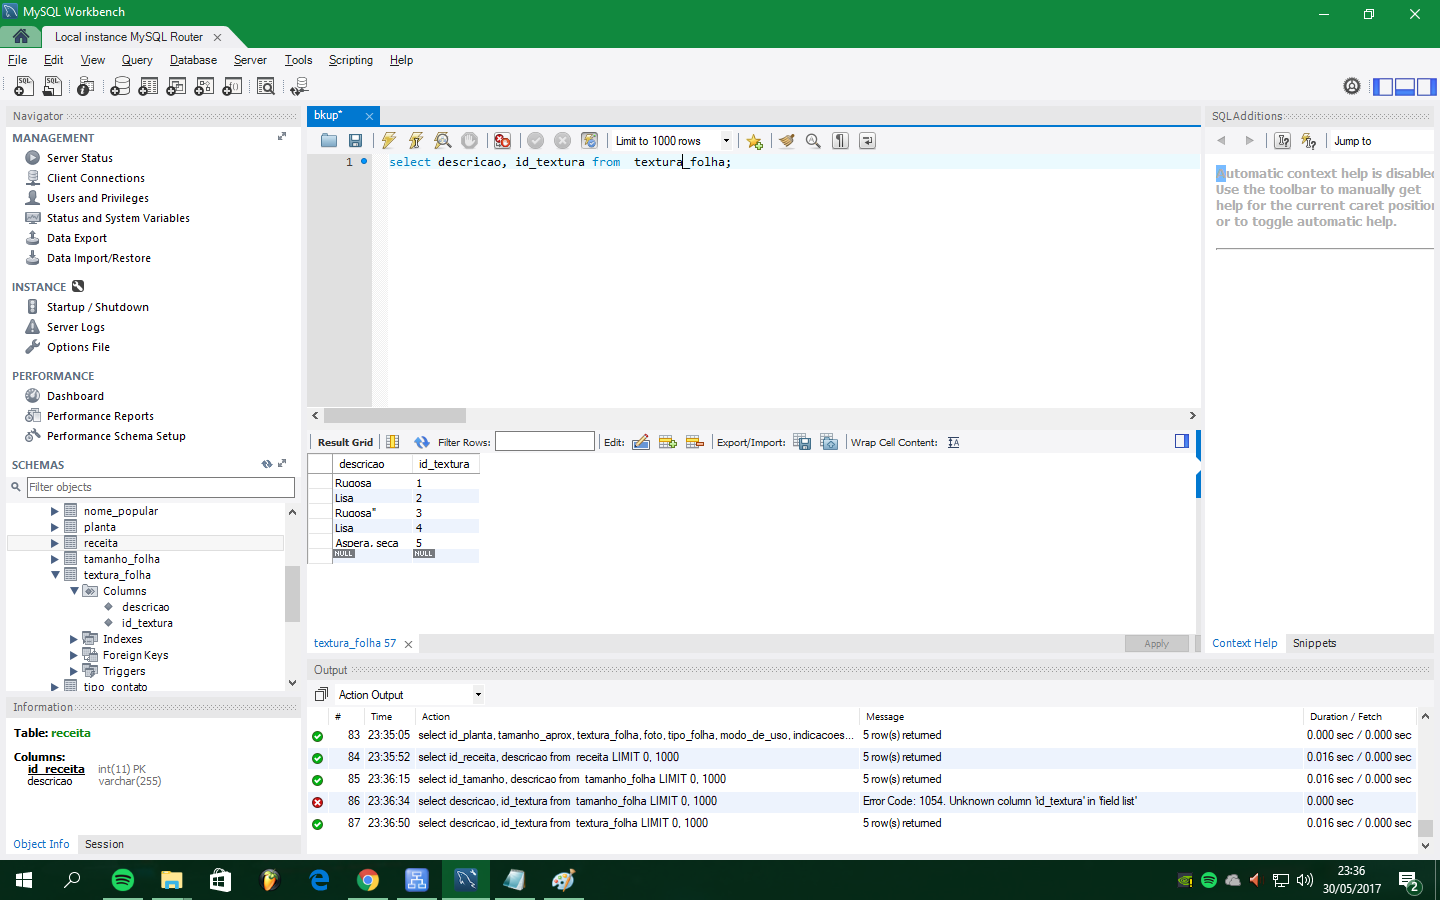 MySQL Workbench
Local instance MySQL Router
File Edit View Query Database Server Tools Scripting Help
Navigator
MANAGEMENT
Server Status
Client Connections
Users and Privileges
Status and System Variables
Data Export
Data Import/Restore
INSTANCE
Startup / Shutdown
Server Logs
Options File
PERFORMANCE
Dashboard
Performance Reports
Performance Schema Setup
SCHEMAS
Filter objects
nome_popular
planta
receita
tamanho_folha
textura_folha
Columns
descricao
id_textura
Indexes
Foreign Keys
Triggers
tipo_contato
Information
Table: receita
Columns:
id_receita int(11) PK
descricao varchar(255)
Object Info Session
bkup*
Limit to 1000 rows
1 select descricao, id_textura from  textura_folha;
Result Grid Filter Rows: Edit: Export/Import: Wrap Cell Content:
descricao id_textura
Rugosa 1
Lisa 2
Rugosa" 3
Lisa 4
Aspera, seca 5
NULL NULL
textura_folha 57
Apply
SQLAdditions
Jump to
Automatic context help is disabled
Use the toolbar to manually get
help for the current caret position
or to toggle automatic help.
Context Help Snippets
Output
Action Output
# Time Action Message Duration / Fetch
83 23:35:05 select id_planta, tamanho_aprox, textura_folha, foto, tipo_folha, modo_de_uso, indicacoes... 5 row(s) returned 0.000 sec / 0.000 sec
84 23:35:52 select id_receita, descricao from  receita LIMIT 0, 1000 5 row(s) returned 0.016 sec / 0.000 sec
85 23:36:15 select id_tamanho, descricao from  tamanho_folha LIMIT 0, 1000 5 row(s) returned 0.016 sec / 0.000 sec
86 23:36:34 select descricao, id_textura from  tamanho_folha LIMIT 0, 1000 Error Code: 1054. Unknown column 'id_textura' in 'field list' 0.000 sec
87 23:36:50 select descricao, id_textura from  textura_folha LIMIT 0, 1000 5 row(s) returned 0.016 sec / 0.000 sec
23:36
30/05/2017
2